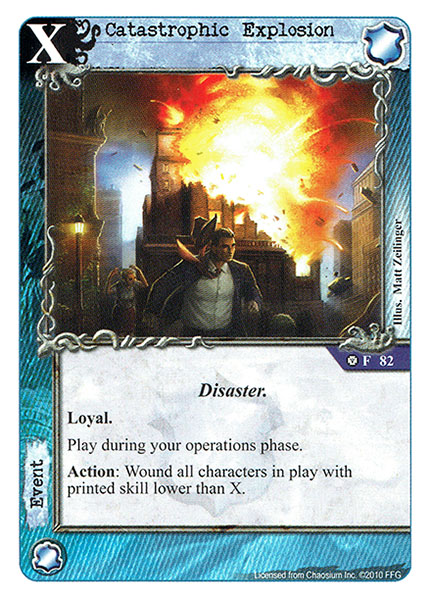 X
Catastrophic Explosion
Illus. Matt Zeilinger
F 82
Disaster.
Loyal.
Play during your operations phase.
Action: Wound all characters in play with
printed skill lower than X.
Event
Licensed from Chaosium Inc. ©2010 FFG